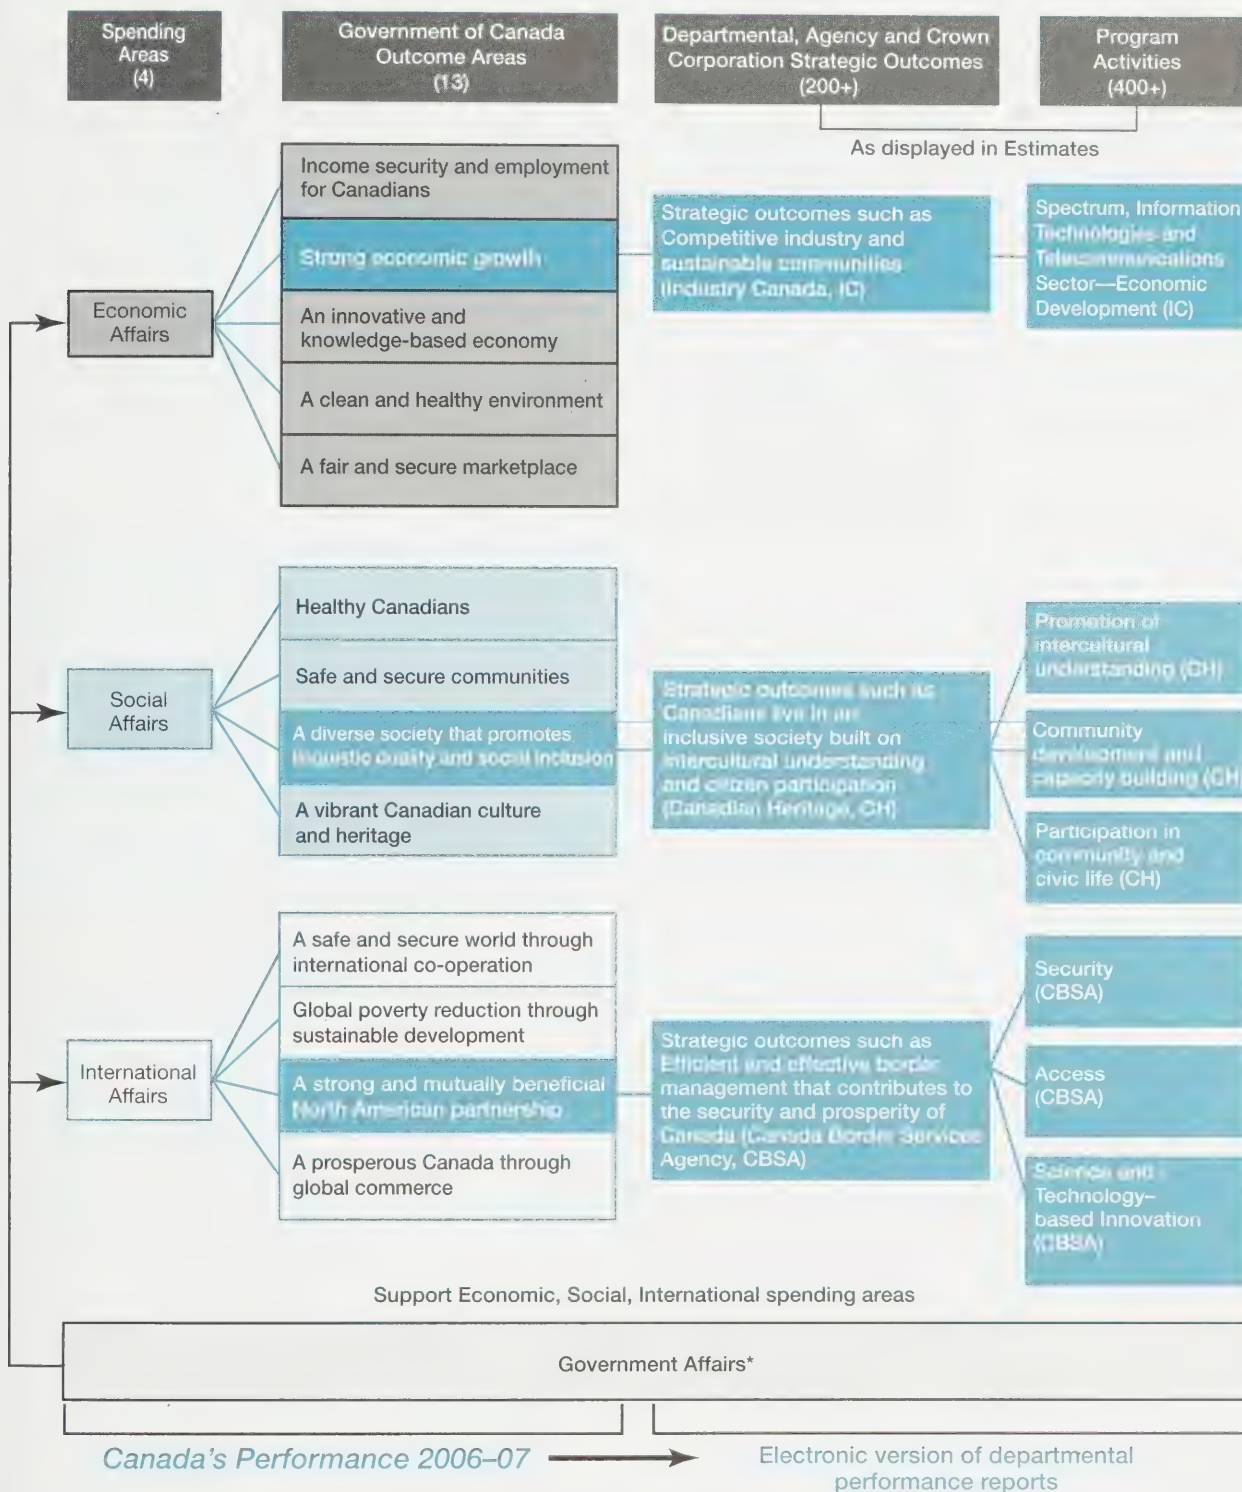 Spending
Areas
(4)
Government of Canada
Outcome Areas
(13)
Departmental, Agency and Crown
Corporation Strategic Outcomes
(200+)
Program
Activities
(400+)
As displayed in Estimates
Economic
Affairs
Income security and employment
for Canadians
Strong economic growth
An innovative and
knowledge-based economy
A clean and healthy environment
A fair and secure marketplace
Strategic outcomes such as
Competitive industry and
sustainable communities
(Industry Canada, IC)
Spectrum, Information
Technologies and
Telecommunications
Sector—Economic
Development (IC)
Social
Affairs
Healthy Canadians
Safe and secure communities
A diverse society that promotes
linguistic duality and social inclusion
A vibrant Canadian culture
and heritage
Strategic outcomes such as
Canadians live in an
inclusive society built on
intercultural understanding
and citizen participation
(Canadian Heritage, CH)
Promotion of
intercultural
understanding (CH)
Community
development and
capacity building (CH)
Participation in
community and
civic life (CH)
International
Affairs
A safe and secure world through
international co-operation
Global poverty reduction through
sustainable development
A strong and mutually beneficial
North American partnership
A prosperous Canada through
global commerce
Strategic outcomes such as
Efficient and effective border
management that contributes to
the security and prosperity of
Canada (Canada Border Services
Agency, CBSA)
Security
(CBSA)
Access
(CBSA)
Science and
Technology–
based Innovation
(CBSA)
Support Economic, Social, International spending areas
Government Affairs*
Canada's Performance 2006–07
Electronic version of departmental
performance reports